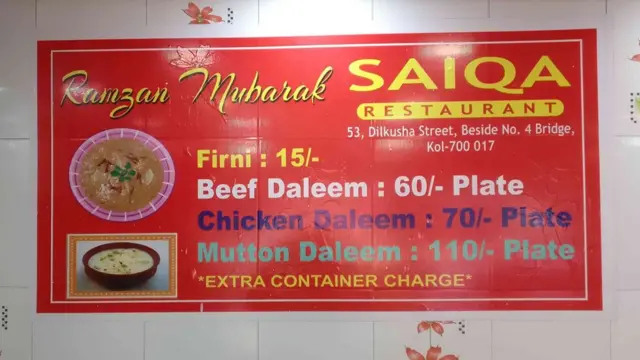 Ramzan Mubarak
SAIQA
RESTAURANT
53, Dilkusha Street, Beside No. 4 Bridge,
Kol-700 017
Firni : 15/-
Beef Daleem : 60/- Plate
Chicken Daleem : 70/- Plate
Mutton Daleem : 110/- Plate
*EXTRA CONTAINER CHARGE*